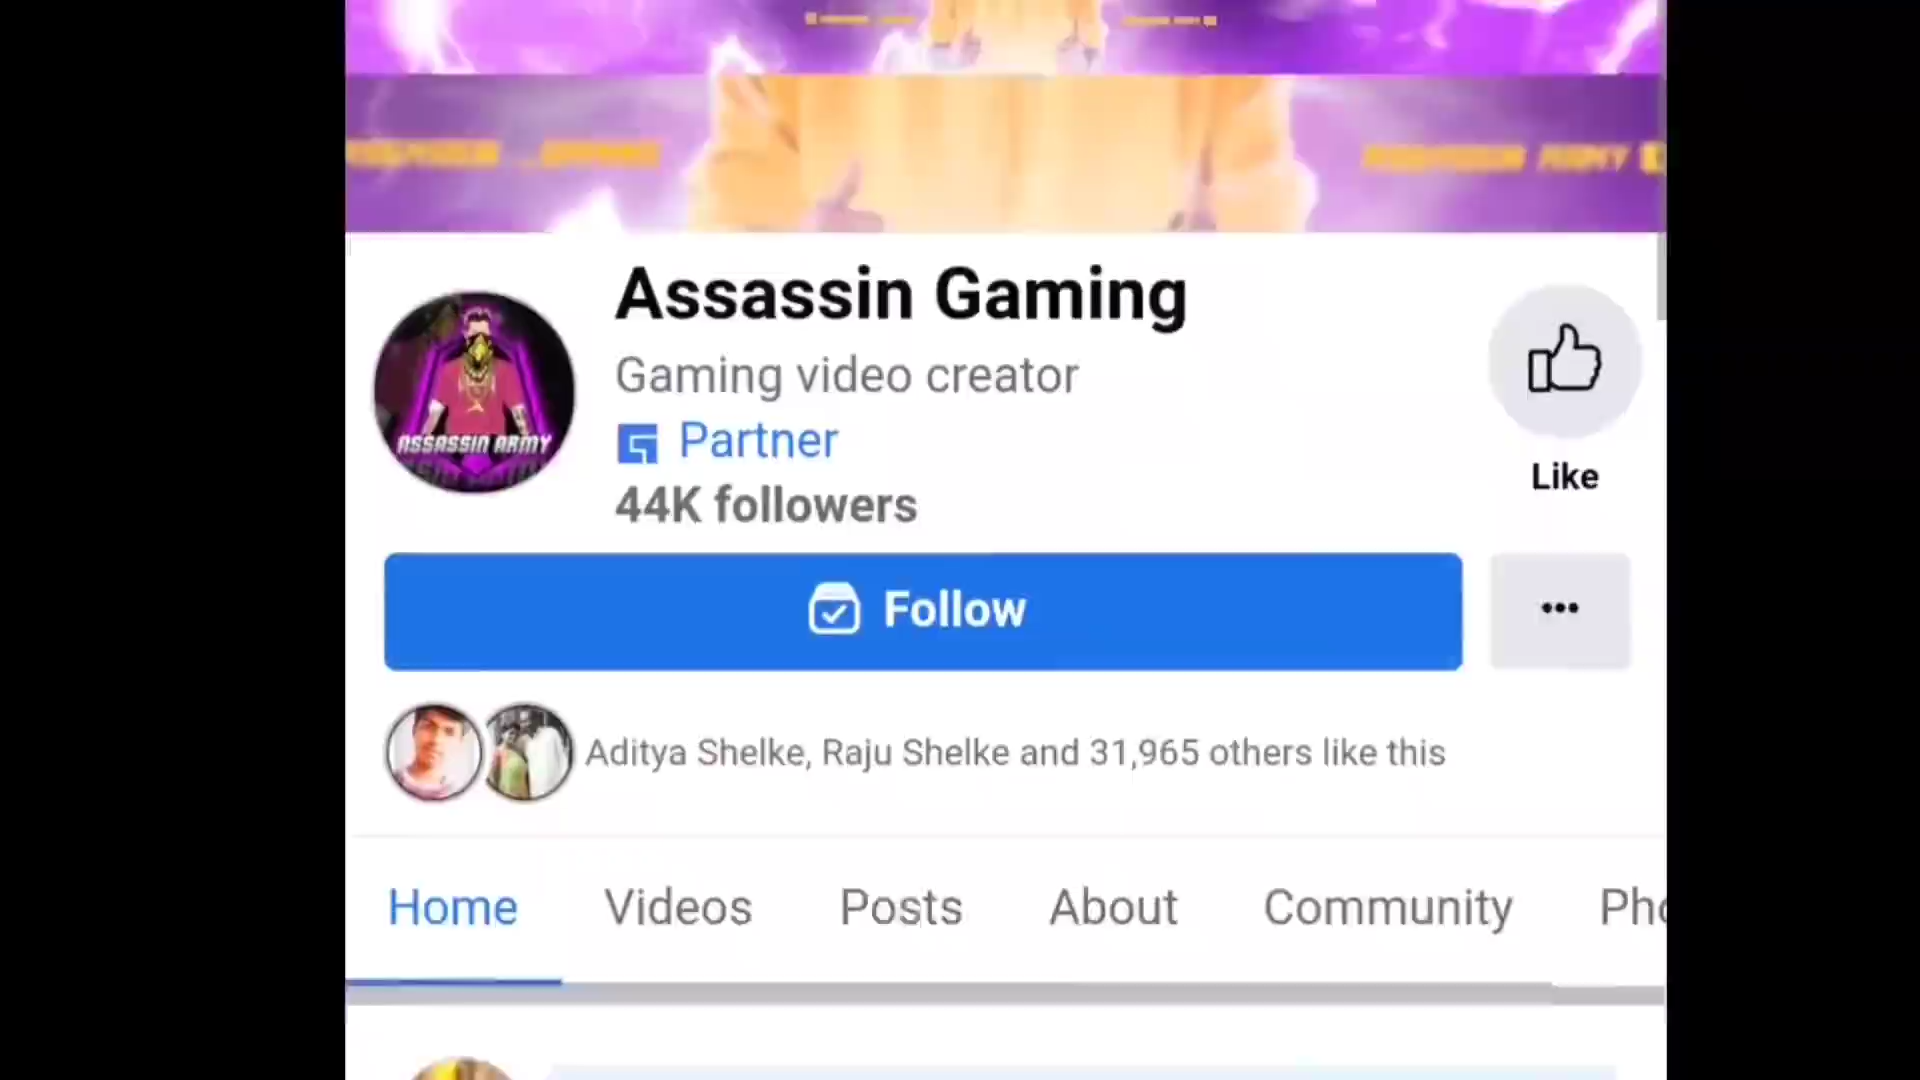 ARMY
Assassin Gaming
Gaming video creator
Partner
44K followers
Like
Follow
Aditya Shelke, Raju Shelke and 31,965 others like this
ASSASSIN ARMY
Home
Videos
Posts
About
Community